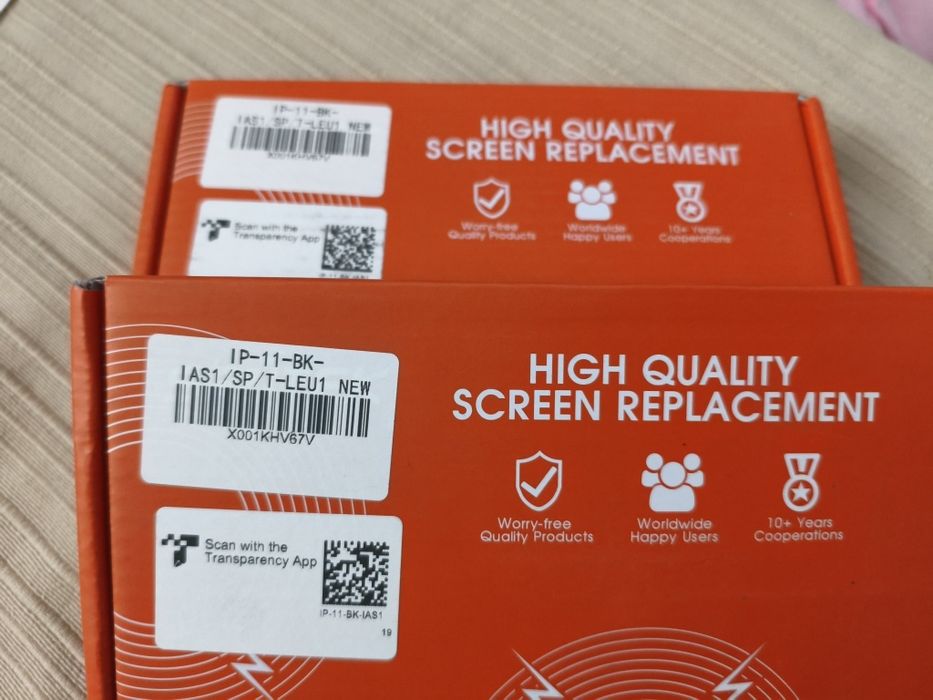 IP-11-BK-
IAS1/SP/T-LEU1 NEW
X001KHV67V
Scan with the
Transparency App
HIGH QUALITY
SCREEN REPLACEMENT
Worry-free
Quality Products
Worldwide
Happy Users
10+ Years
Cooperations
IP-11-BK-
IAS1/SP/T-LEU1 NEW
X001KHV67V
Scan with the
Transparency App
IP-11-BK-IAS1
19
HIGH QUALITY
SCREEN REPLACEMENT
Worry-free
Quality Products
Worldwide
Happy Users
10+ Years
Cooperations